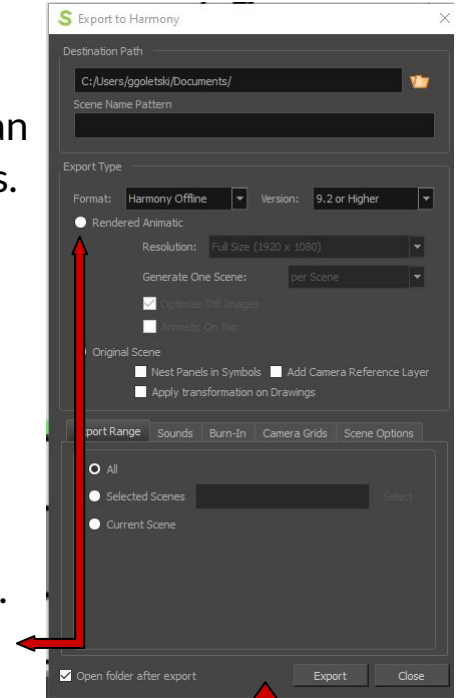 Export to Harmony
an
s.
.
Destination Path
C:/Users/ggoletski/Documents/
Scene Name Pattern
Export Type
Format: Harmony Offline Version: 9.2 or Higher
Rendered Animatic
Resolution: Full Size (1920 x 1080)
Generate One Scene: per Scene
Optimize Still Images
Animatic On Top
Original Scene
Nest Panels in Symbols Add Camera Reference Layer
Apply transformation on Drawings
Export Range Sounds Burn-In Camera Grids Scene Options
All
Selected Scenes Select
Current Scene
Open folder after export Export Close